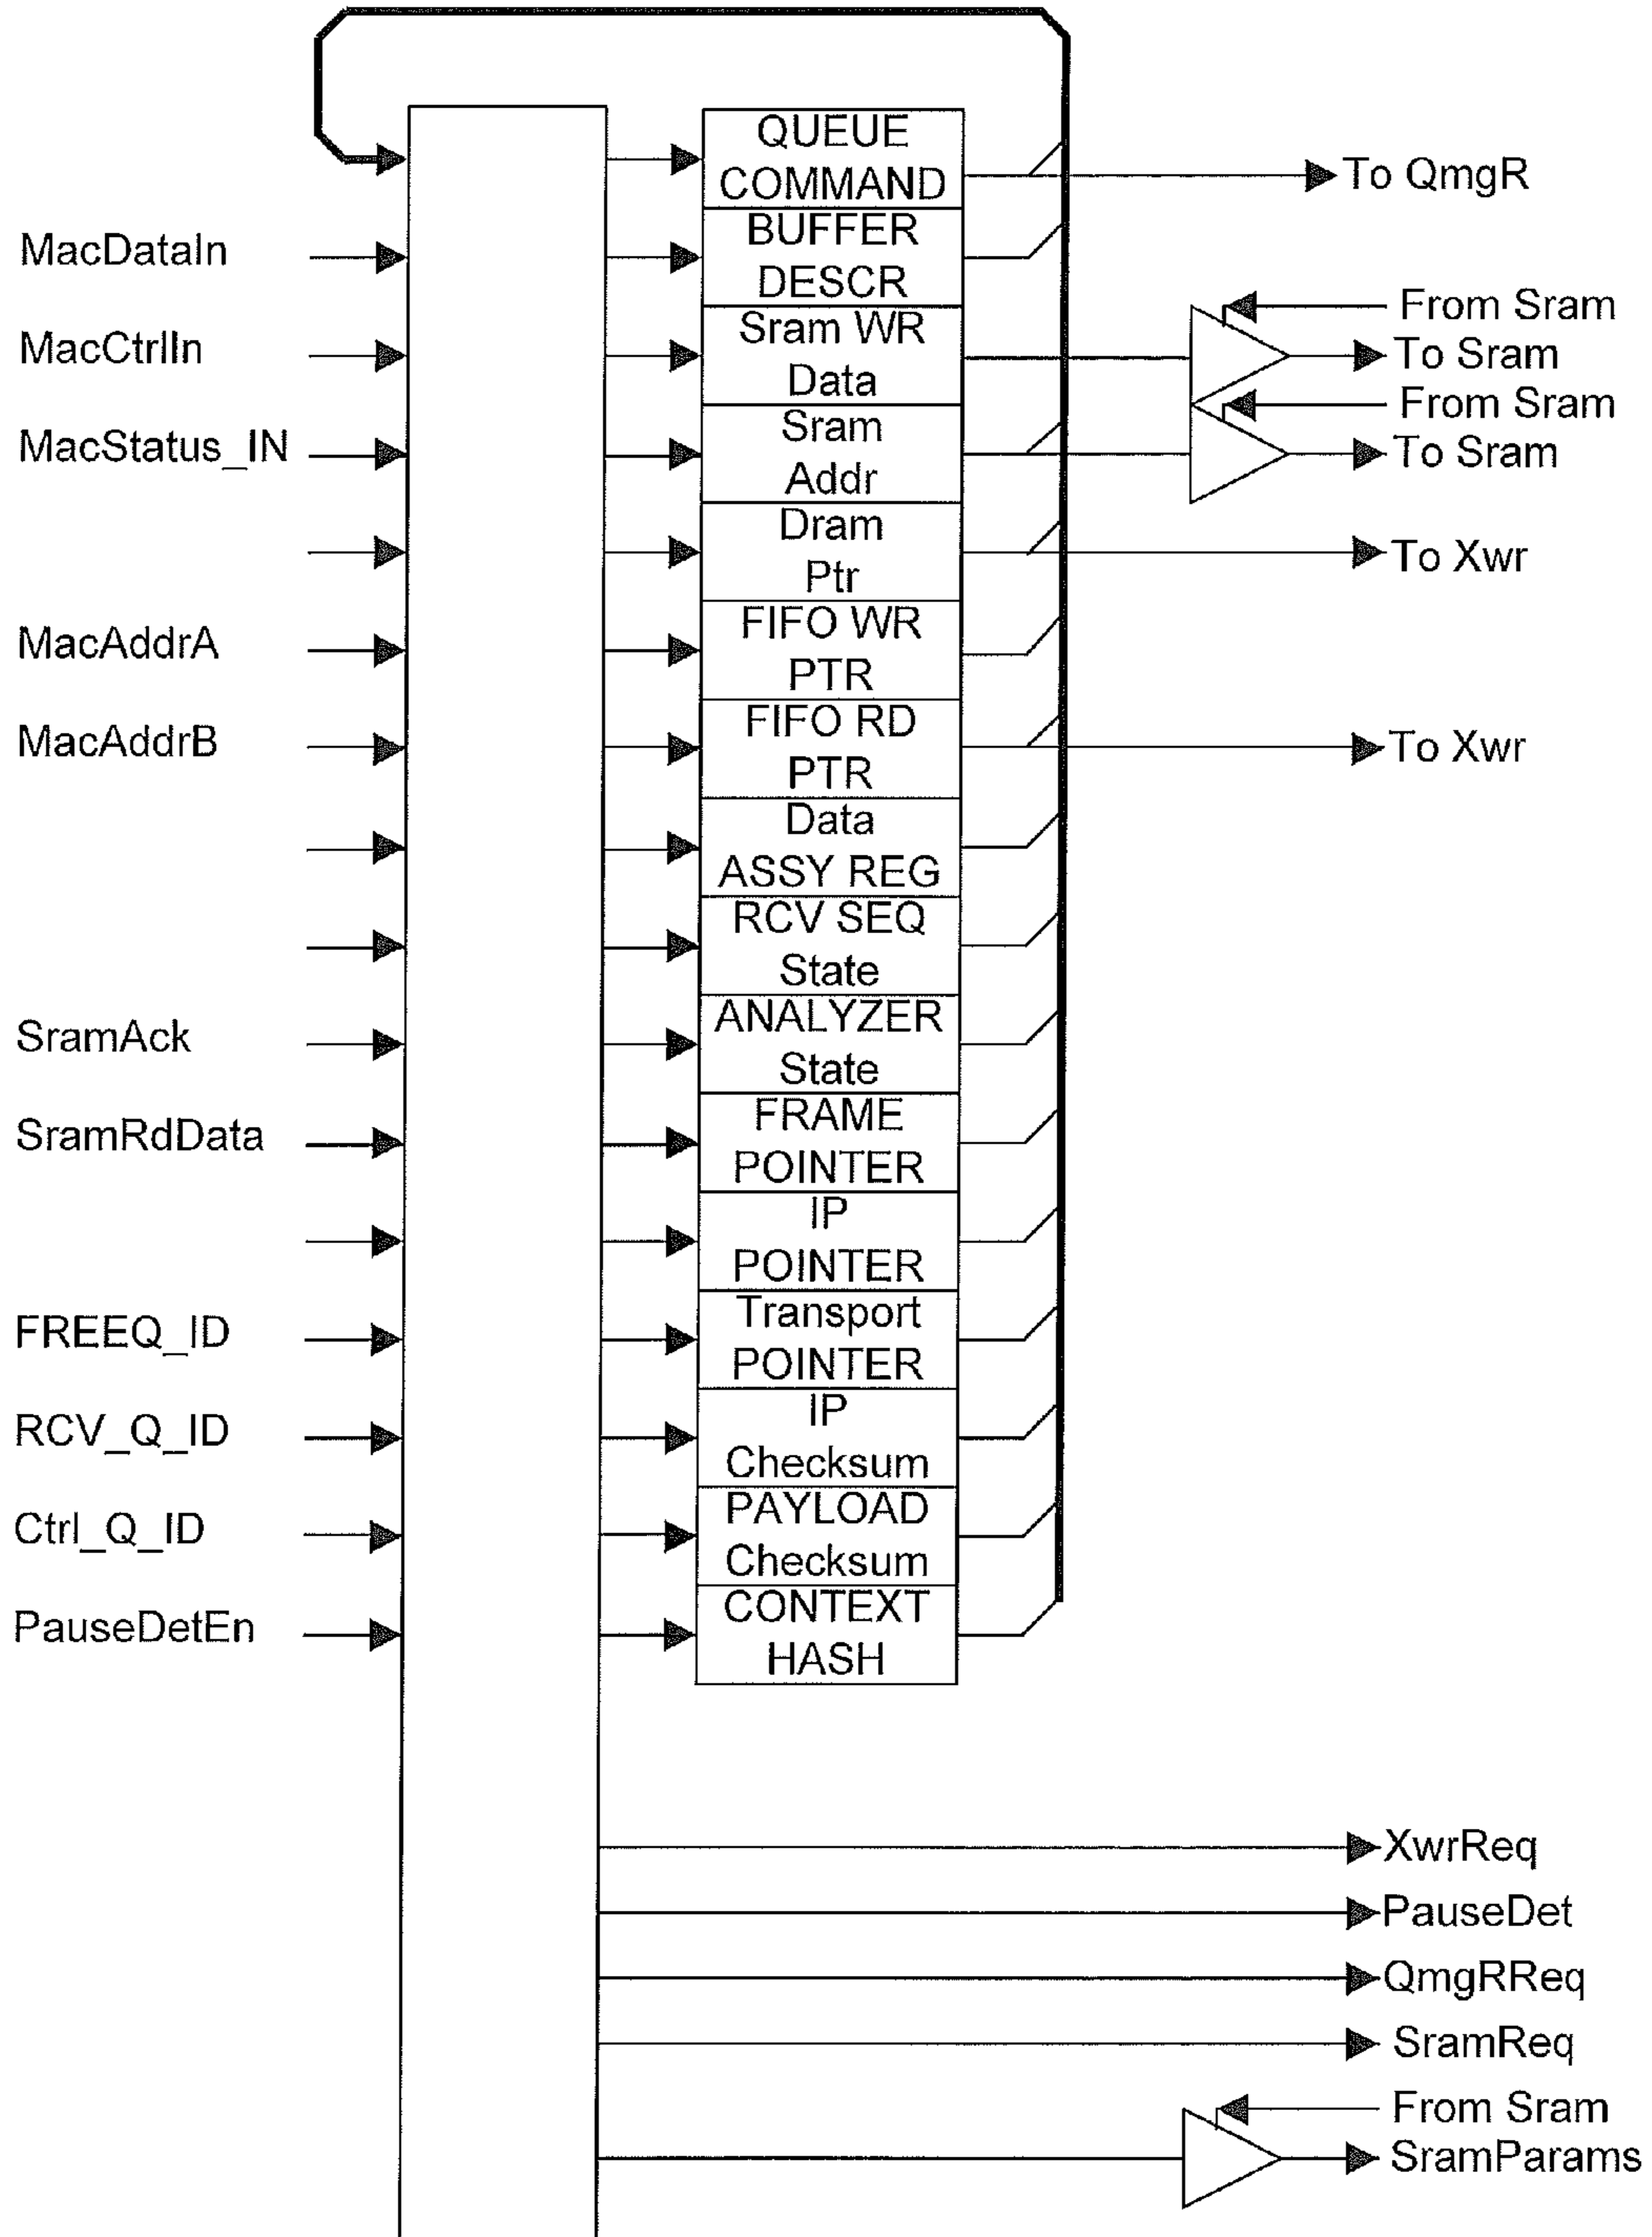 MacDataIn
MacCtrlIn
MacStatus_IN
MacAddrA
MacAddrB
SramAck
SramRdData
FREEQ_ID
RCV_Q_ID
Ctrl_Q_ID
PauseDetEn
QUEUE
COMMAND
BUFFER
DESCR
Sram WR
Data
Sram
Addr
Dram
Ptr
FIFO WR
PTR
FIFO RD
PTR
Data
ASSY REG
RCV SEQ
State
ANALYZER
State
FRAME
POINTER
IP
POINTER
Transport
POINTER
IP
Checksum
PAYLOAD
Checksum
CONTEXT
HASH
To QmgR
From Sram
To Sram
From Sram
To Sram
To Xwr
To Xwr
XwrReq
PauseDet
QmgRReq
SramReq
From Sram
SramParams